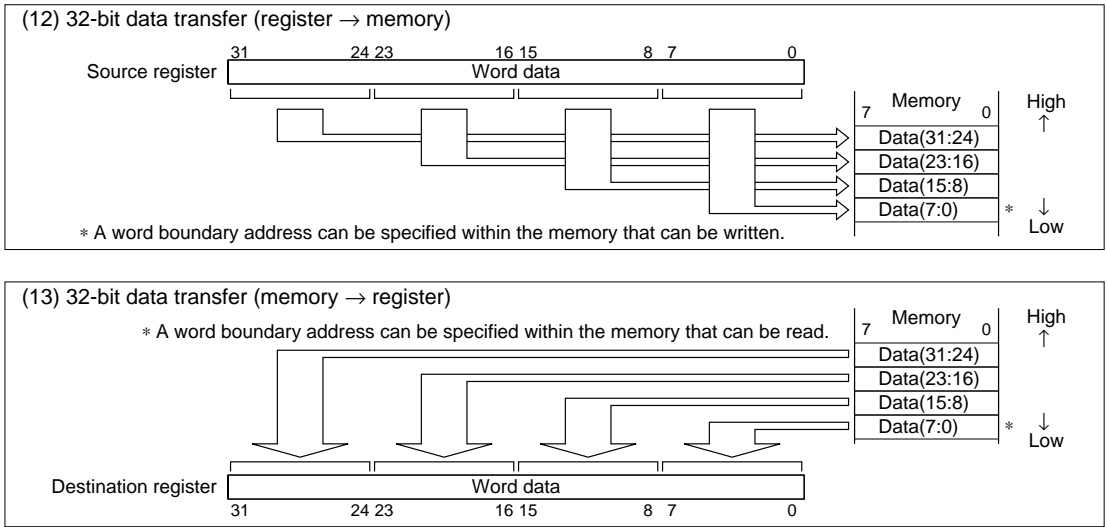 (12) 32-bit data transfer (register → memory)
31 24 23 16 15 8 7 0
Source register Word data
7 Memory 0 High
↑
Data(31:24)
Data(23:16)
Data(15:8)
Data(7:0) * ↓
Low
* A word boundary address can be specified within the memory that can be written.
(13) 32-bit data transfer (memory → register)
* A word boundary address can be specified within the memory that can be read.
7 Memory 0 High
↑
Data(31:24)
Data(23:16)
Data(15:8)
Data(7:0) * ↓
Low
Destination register Word data
31 24 23 16 15 8 7 0